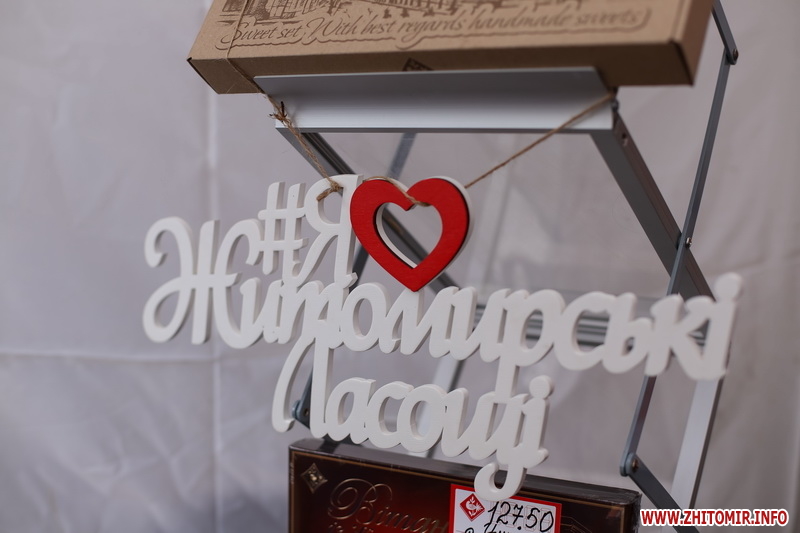 Sweet set "With best regards handmade sweets"
#Я
Житомирські
Ласощі
127.50
WWW.ZHITOMIR.INFO